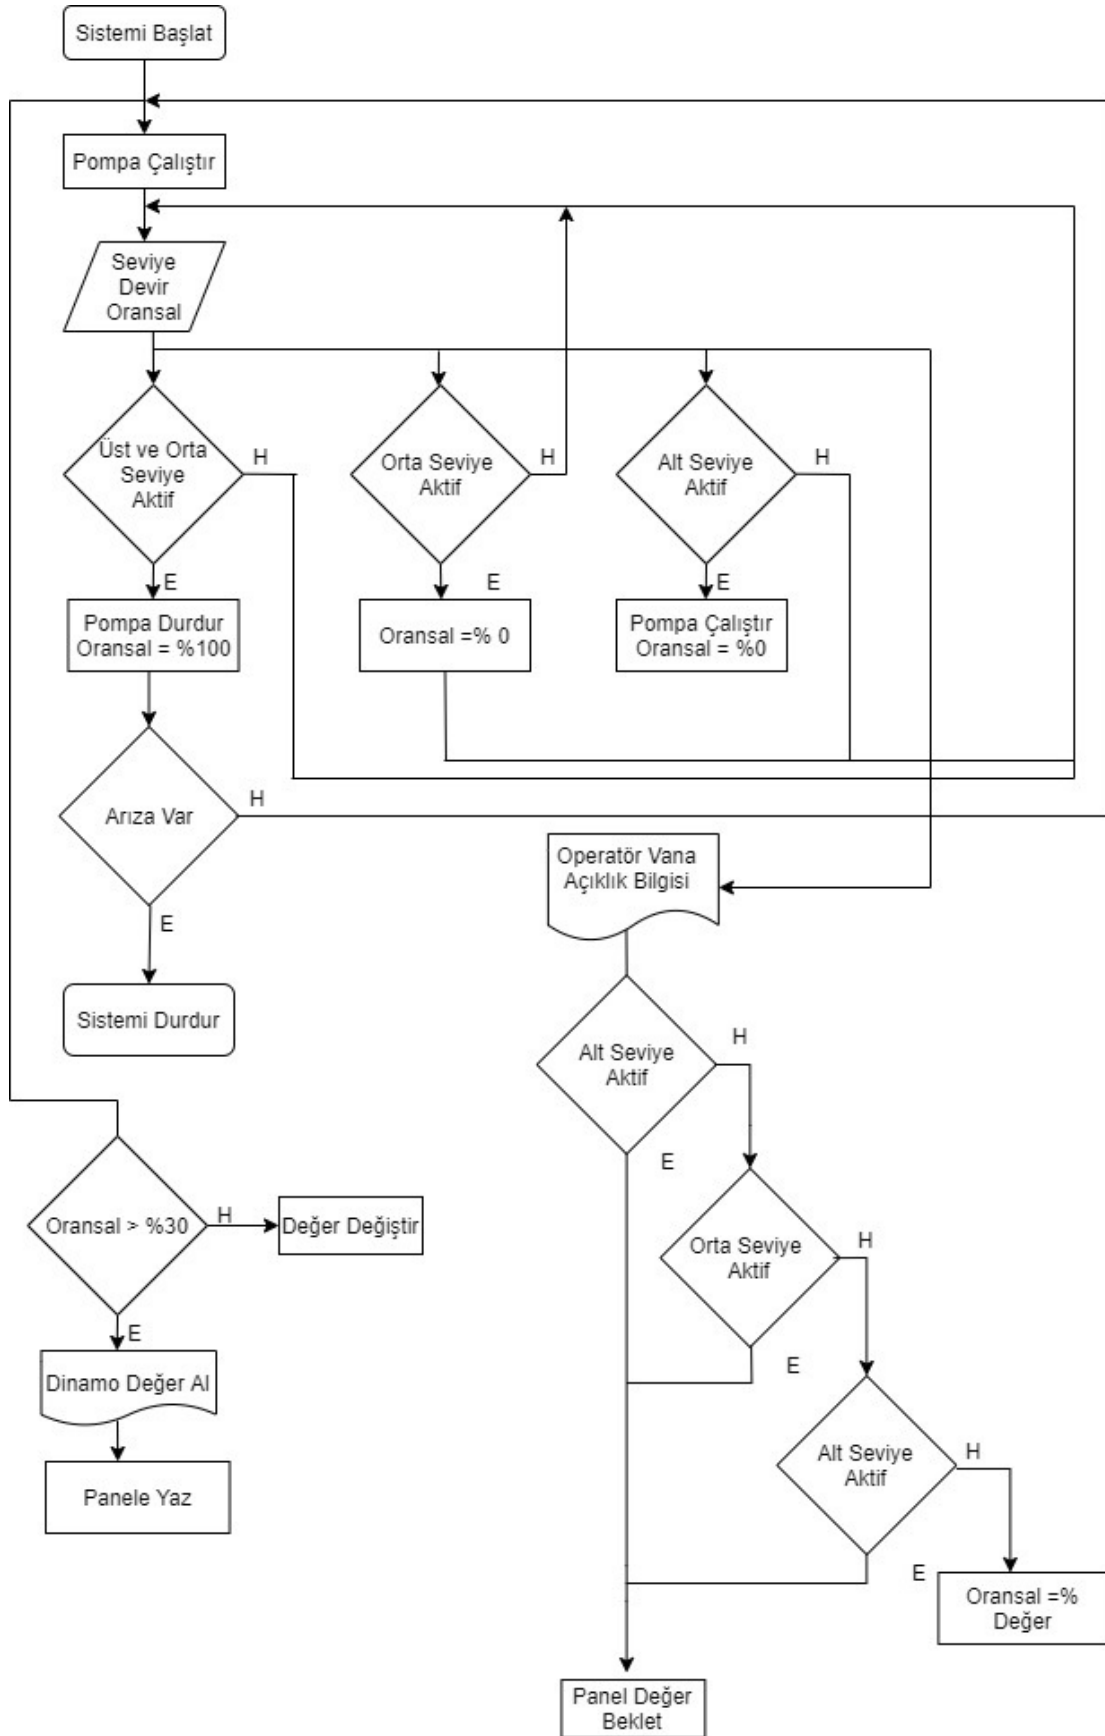 Sistemi Başlat
Pompa Çalıştır
Seviye
Devir
Oransal
Üst ve Orta
Seviye
Aktif
H
E
Orta Seviye
Aktif
H
E
Alt Seviye
Aktif
H
E
Pompa Durdur
Oransal = %100
Oransal =% 0
Pompa Çalıştır
Oransal = %0
Arıza Var
H
E
Sistemi Durdur
Operatör Vana
Açıklık Bilgisi
Alt Seviye
Aktif
H
E
Orta Seviye
Aktif
H
E
Alt Seviye
Aktif
H
E
Oransal =%
Değer
Panel Değer
Beklet
Oransal > %30
H
Değer Değiştir
E
Dinamo Değer Al
Panele Yaz